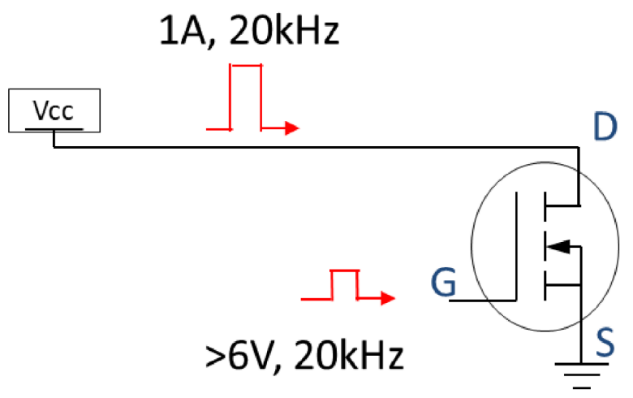 1A, 20kHz
Vcc
D
G
>6V, 20kHz
S